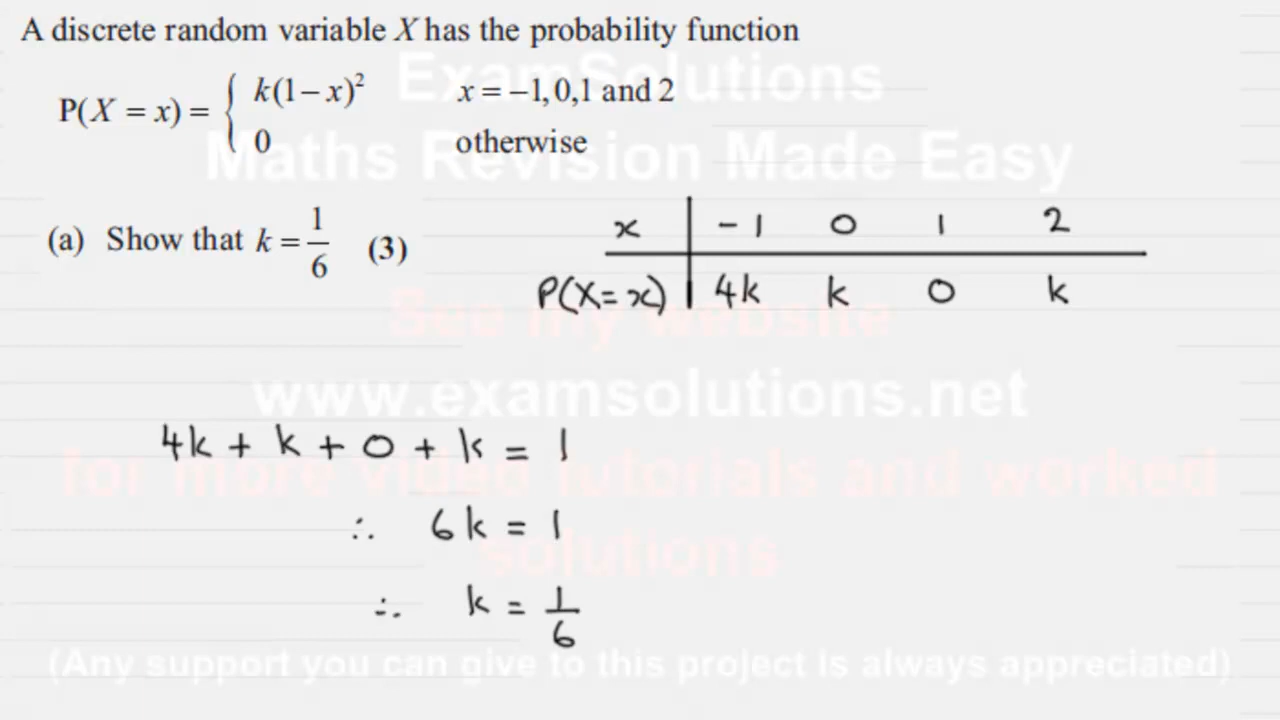 A discrete random variable X has the probability function
P(X = x) = { k(1−x)² x = −1, 0, 1 and 2
0 otherwise
ExamSolutions
Maths Revision Made Easy
(a) Show that k = 1/6 (3)
x | −1 0 1 2
P(X=x) | 4k k 0 k
See my website
www.examsolutions.net
4k + k + 0 + k = 1
for more video tutorials and worked
∴ 6k = 1
solutions
∴ k = 1/6
(Any support you can give to this project is always appreciated)